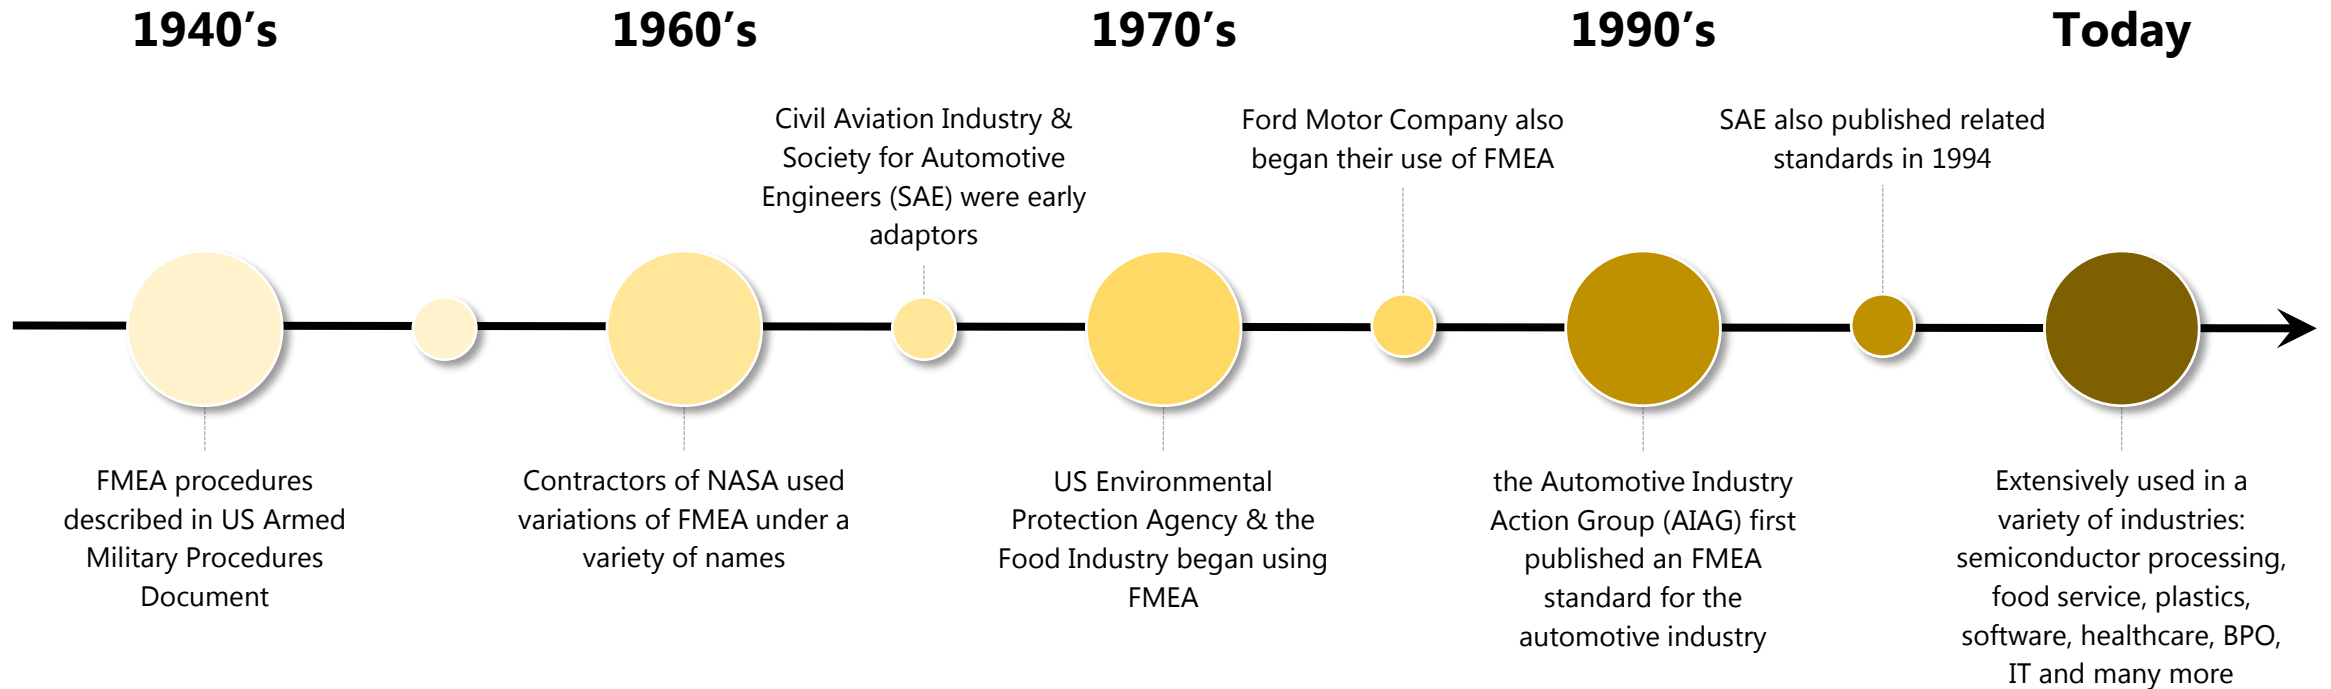 1940’s
1960’s
1970’s
1990’s
Today
Civil Aviation Industry &
Society for Automotive
Engineers (SAE) were early
adaptors
Ford Motor Company also
began their use of FMEA
SAE also published related
standards in 1994
FMEA procedures
described in US Armed
Military Procedures
Document
Contractors of NASA used
variations of FMEA under a
variety of names
US Environmental
Protection Agency & the
Food Industry began using
FMEA
the Automotive Industry
Action Group (AIAG) first
published an FMEA
standard for the
automotive industry
Extensively used in a
variety of industries:
semiconductor processing,
food service, plastics,
software, healthcare, BPO,
IT and many more